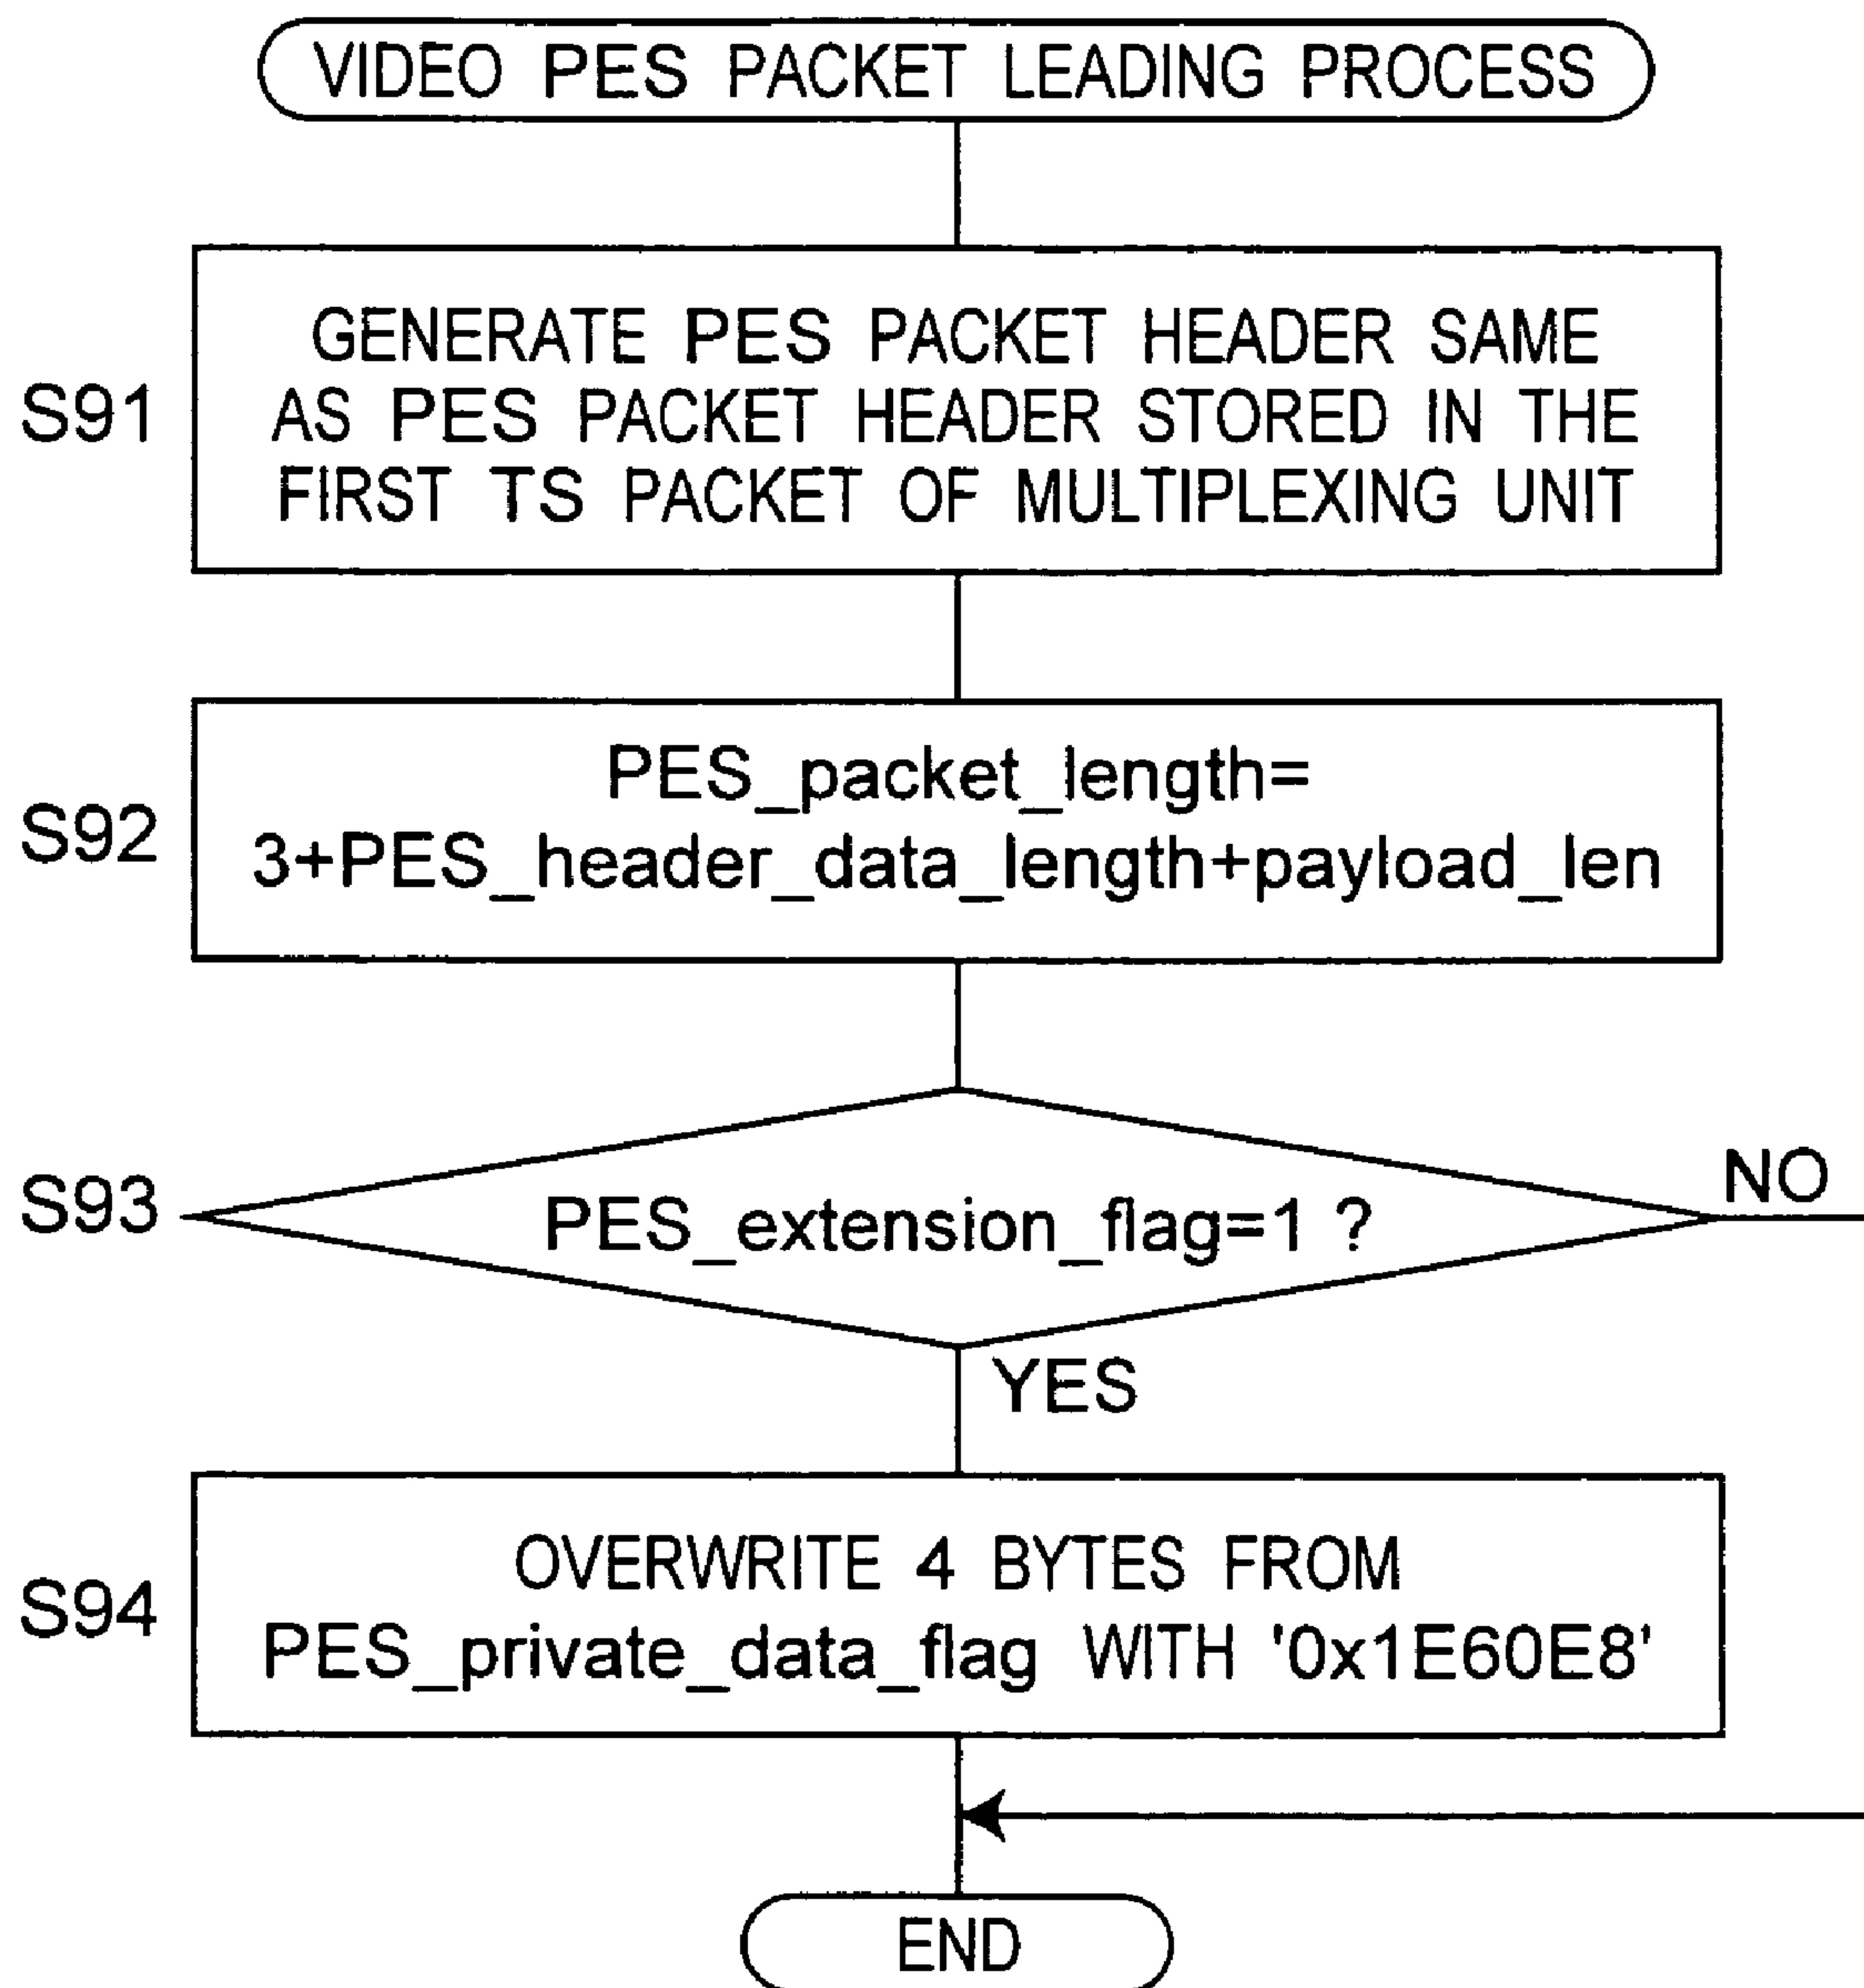 VIDEO PES PACKET LEADING PROCESS
S91
GENERATE PES PACKET HEADER SAME
AS PES PACKET HEADER STORED IN THE
FIRST TS PACKET OF MULTIPLEXING UNIT
S92
PES_packet_length=
3+PES_header_data_length+payload_len
S93
PES_extension_flag=1 ?
NO
YES
S94
OVERWRITE 4 BYTES FROM
PES_private_data_flag WITH '0x1E60E8'
END